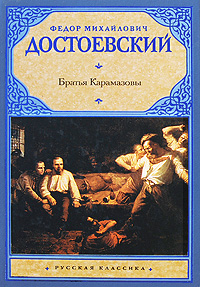 ФЕДОР МИХАЙЛОВИЧ
ДОСТОЕВСКИЙ
Братья Карамазовы
РУССКАЯ КЛАССИКА